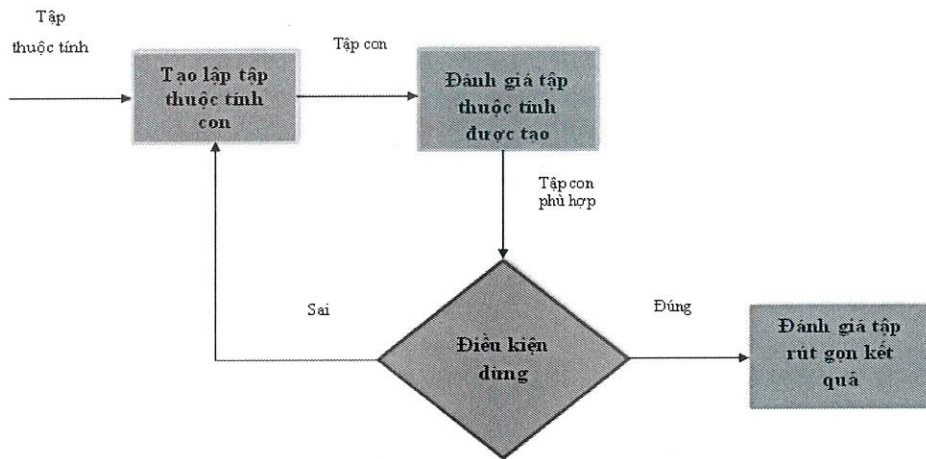 Tập
thuộc tính
Tạo lập tập
thuộc tính
con
Tập con
Đánh giá tập
thuộc tính
được tạo
Tập con
phù hợp
Sai
Điều kiện
dừng
Đúng
Đánh giá tập
rút gọn kết
quả